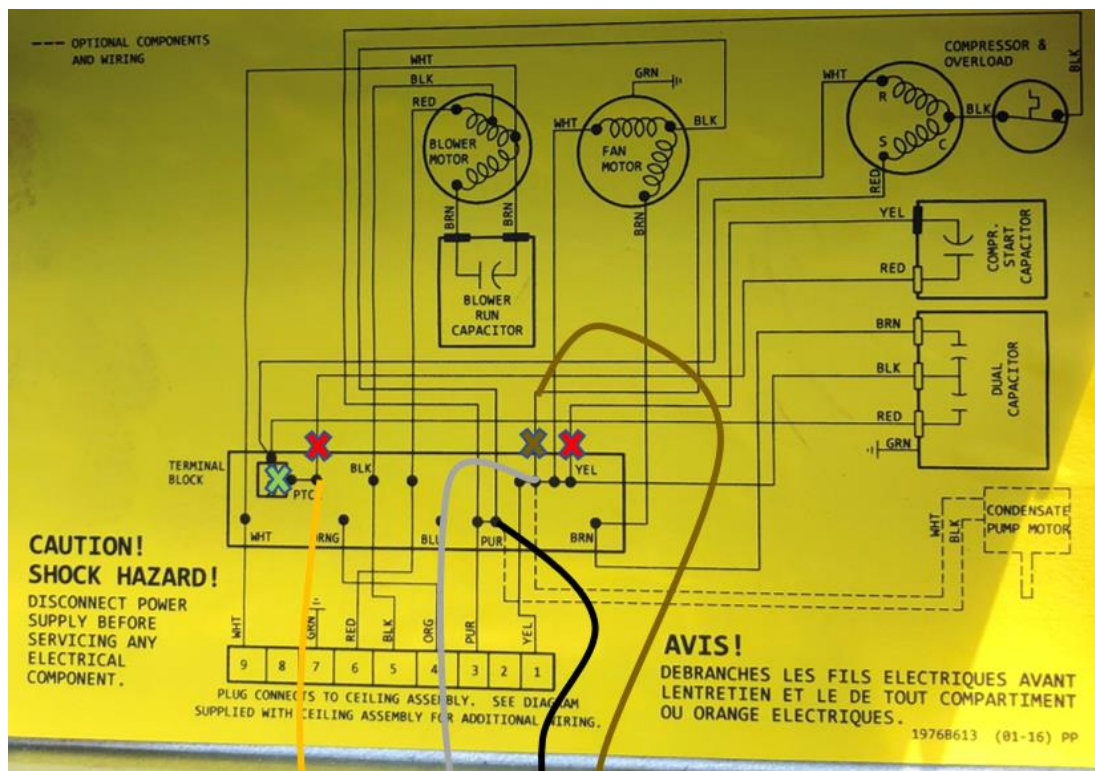 ---- OPTIONAL COMPONENTS
AND WIRING
WHT
BLK
RED
BLOWER
MOTOR
BRN
BRN
BLOWER
RUN
CAPACITOR
GRN
WHT
BLK
FAN
MOTOR
BRN
COMPRESSOR &
OVERLOAD
BLK
WHT
R
BLK
S
C
RED
YEL
RED
COMPR.
START
CAPACITOR
BRN
BLK
RED
GRN
DUAL
CAPACITOR
TERMINAL
BLOCK
PTC
BLK
YEL
WHT
ORNG
BLU
PUR
BRN
WHT
BLK
CONDENSATE
PUMP MOTOR
WHT
GRN
RED
BLK
ORG
PUR
YEL
9 8 7 6 5 4 3 2 1
PLUG CONNECTS TO CEILING ASSEMBLY. SEE DIAGRAM
SUPPLIED WITH CEILING ASSEMBLY FOR ADDITIONAL WIRING.
CAUTION!
SHOCK HAZARD!
DISCONNECT POWER
SUPPLY BEFORE
SERVICING ANY
ELECTRICAL
COMPONENT.
AVIS!
DEBRANCHES LES FILS ELECTRIQUES AVANT
LENTRETIEN ET LE DE TOUT COMPARTIMENT
OU ORANGE ELECTRIQUES.
1976B613 (01-16) PP